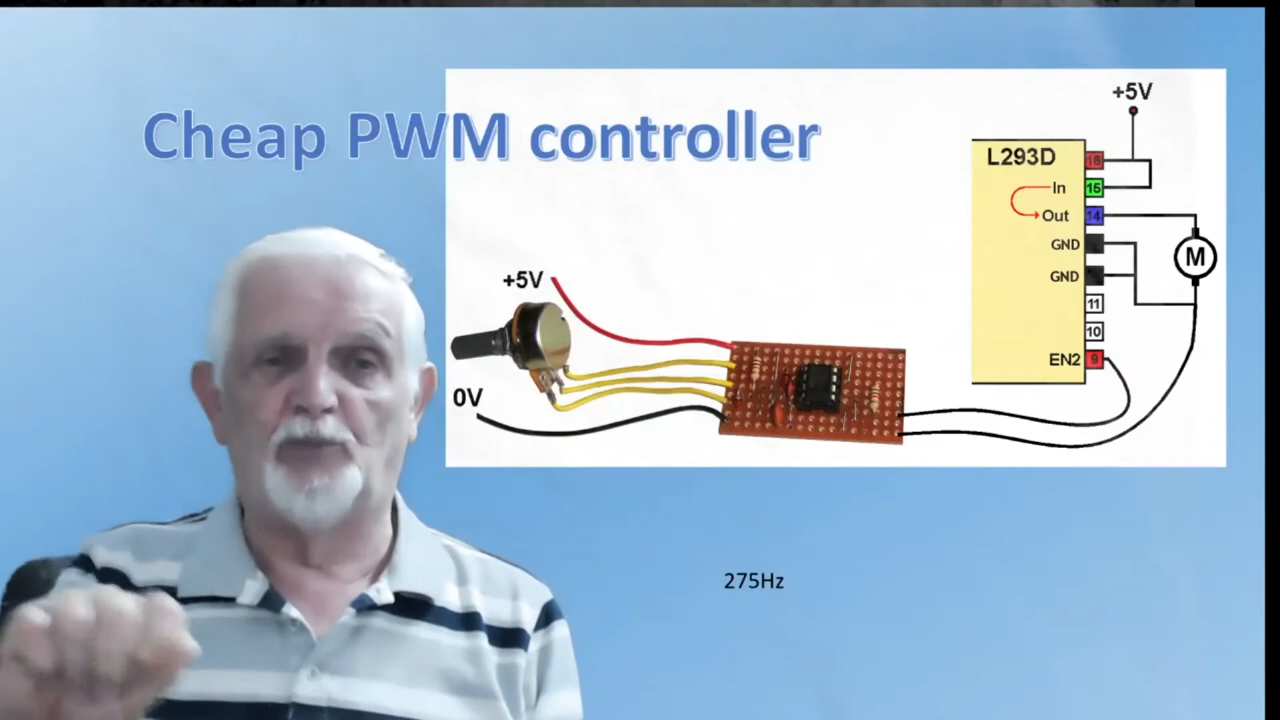 Cheap PWM controller
+5V
L293D
16
In
15
Out
14
GND
GND
M
11
10
EN2
9
+5V
0V
275Hz